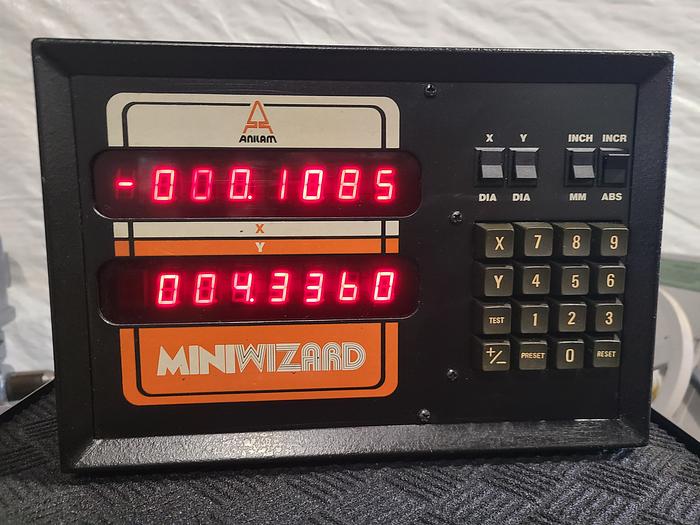 ANILAM
-000.1085
X
Y
004.3360
MINIWIZARD
X Y INCH INCR
DIA DIA MM ABS
X 7 8 9
Y 4 5 6
TEST 1 2 3
+/- PRESET 0 RESET